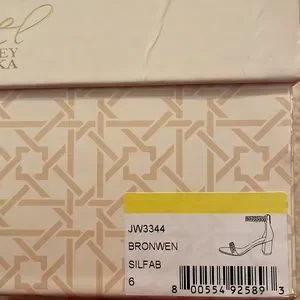 el
EY
KA
JW3344
BRONWEN
SILFAB
6
8 00554 92589 3